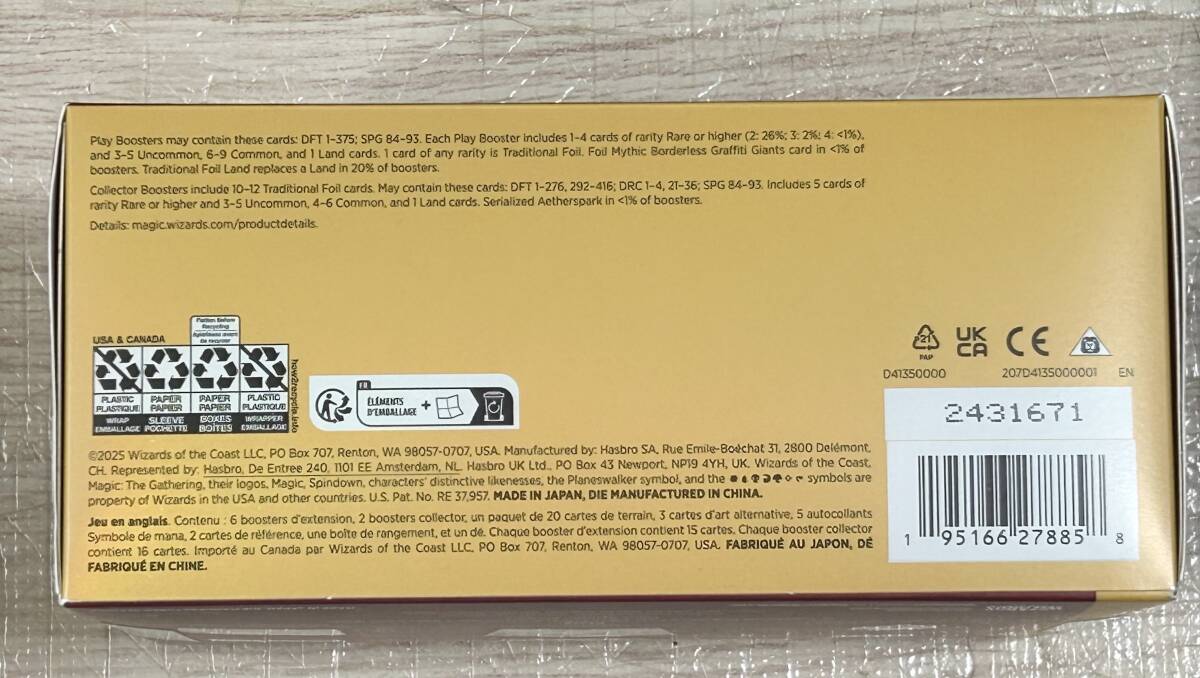 Play Boosters may contain these cards: DFT 1-375; SPG 84-93. Each Play Booster includes 1-4 cards of rarity Rare or higher (2: 26%; 3: 2%; 4: <1%),
and 3-5 Uncommon, 6-9 Common, and 1 Land cards. 1 card of any rarity is Traditional Foil. Foil Mythic Borderless Graffiti Giants card in <1% of
boosters. Traditional Foil Land replaces a Land in 20% of boosters.
Collector Boosters include 10-12 Traditional Foil cards. May contain these cards: DFT 1-276, 292-416; DRC 1-4, 21-36; SPG 84-93. Includes 5 cards of
rarity Rare or higher and 3-5 Uncommon, 4-6 Common, and 1 Land cards. Serialized Aetherspark in <1% of boosters.
Details: magic.wizards.com/productdetails.
USA & CANADA
Flatten Before
Recycling
de recycler
PLASTIC PAPER PAPER PLASTIC
PLASTIQUE PAPIER PAPIER PLASTIQUE
WRAP SLEEVE BOXES WRAPPER
EMBALLAGE POCHETTE BOÎTES EMBALLAGE
how2recycle.info
FR
ÉLÉMENTS
D'EMBALLAGE +
21
PAP
UK
CA
CE
D41350000 207D4135000001 EN
2431671
1 95166 27885 8
©2025 Wizards of the Coast LLC, PO Box 707, Renton, WA 98057-0707, USA. Manufactured by: Hasbro SA, Rue Emile-Boéchat 31, 2800 Delémont,
CH. Represented by: Hasbro, De Entree 240, 1101 EE Amsterdam, NL. Hasbro UK Ltd., PO Box 43 Newport, NP19 4YH, UK. Wizards of the Coast,
Magic: The Gathering, their logos, Magic, Spindown, characters' distinctive likenesses, the Planeswalker symbol, and the symbols are
property of Wizards in the USA and other countries. U.S. Pat. No. RE 37,957. MADE IN JAPAN, DIE MANUFACTURED IN CHINA.
Jeu en anglais. Contenu : 6 boosters d'extension, 2 boosters collector, un paquet de 20 cartes de terrain, 3 cartes d'art alternative, 5 autocollants
Symbole de mana, 2 cartes de référence, une boîte de rangement, et un dé. Chaque booster d'extension contient 15 cartes. Chaque booster collector
contient 16 cartes. Importé au Canada par Wizards of the Coast LLC, PO Box 707, Renton, WA 98057-0707, USA. FABRIQUÉ AU JAPON, DÉ
FABRIQUÉ EN CHINE.